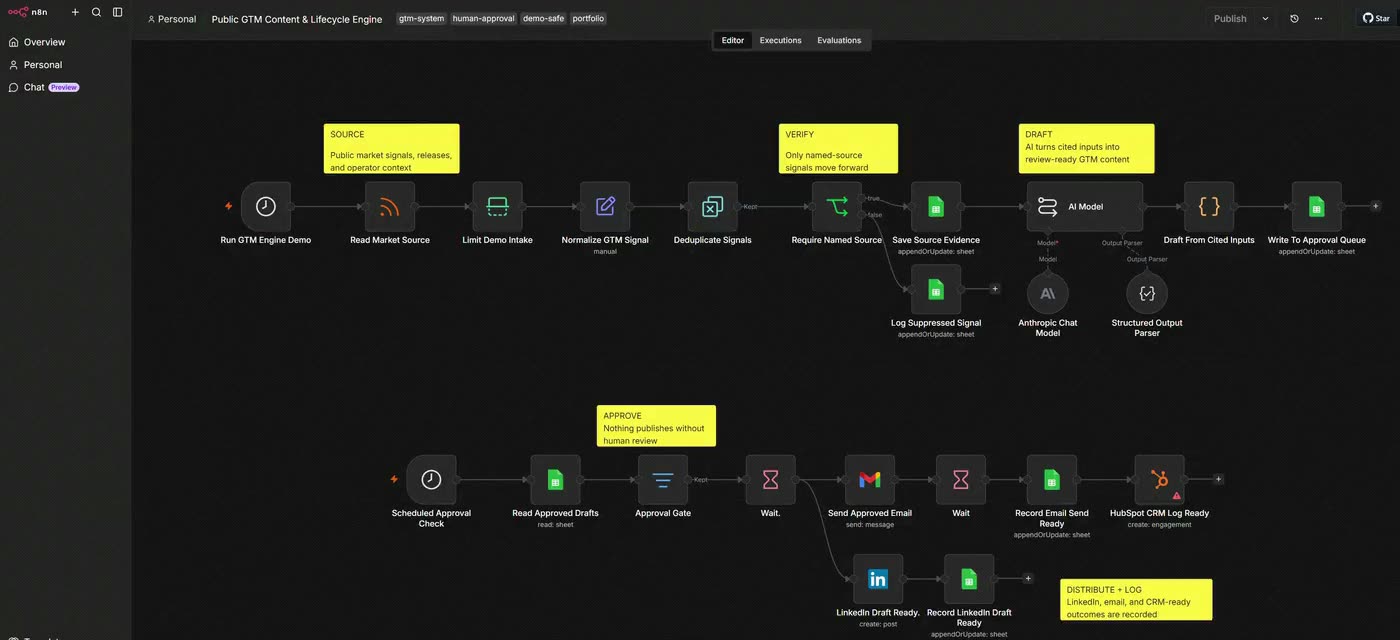 n8n
Personal
Public GTM Content & Lifecycle Engine
gtm-system
human-approval
demo-safe
portfolio
Publish
Star
Overview
Personal
Chat
Preview
Editor
Executions
Evaluations
SOURCE
Public market signals, releases,
and operator context
VERIFY
Only named-source
signals move forward
DRAFT
AI turns cited inputs into
review-ready GTM content
Run GTM Engine Demo
Read Market Source
Limit Demo Intake
Normalize GTM Signal
manual
Deduplicate Signals
Kept
Require Named Source
true
false
Save Source Evidence
appendOrUpdate: sheet
AI Model
Model*
Output Parser
Draft From Cited Inputs
Write To Approval Queue
appendOrUpdate: sheet
Log Suppressed Signal
appendOrUpdate: sheet
Model
Anthropic Chat
Model
Output Parser
Structured Output
Parser
APPROVE
Nothing publishes without
human review
Scheduled Approval
Check
Read Approved Drafts
read: sheet
Approval Gate
Kept
Wait.
Send Approved Email
send: message
Wait
Record Email Send
Ready
appendOrUpdate: sheet
HubSpot CRM Log Ready
create: engagement
LinkedIn Draft Ready.
create: post
Record LinkedIn Draft
Ready
appendOrUpdate: sheet
DISTRIBUTE + LOG
LinkedIn, email, and CRM-ready
outcomes are recorded